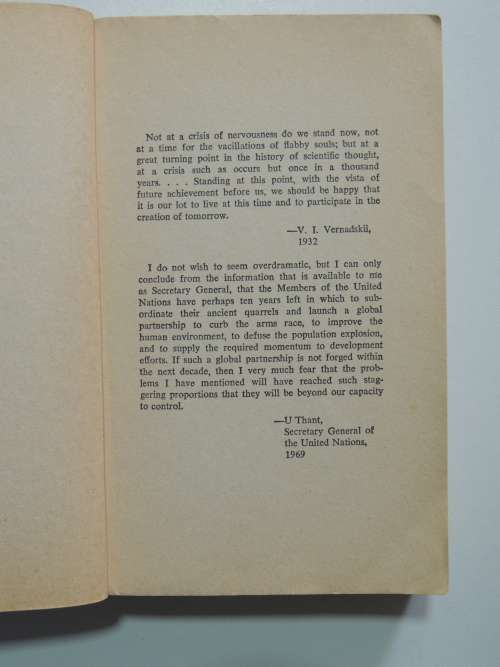 Not at a crisis of nervousness do we stand now, not
at a time for the vacillations of flabby souls; but at a
great turning point in the history of scientific thought,
at a crisis such as occurs but once in a thousand
years. . . . Standing at this point, with the vista of
future achievement before us, we should be happy that
it is our lot to live at this time and to participate in the
creation of tomorrow.
—V. I. Vernadskii,
1932
I do not wish to seem overdramatic, but I can only
conclude from the information that is available to me
as Secretary General, that the Members of the United
Nations have perhaps ten years left in which to sub-
ordinate their ancient quarrels and launch a global
partnership to curb the arms race, to improve the
human environment, to defuse the population explosion,
and to supply the required momentum to development
efforts. If such a global partnership is not forged within
the next decade, then I very much fear that the prob-
lems I have mentioned will have reached such stag-
gering proportions that they will be beyond our capacity
to control.
—U Thant,
Secretary General of
the United Nations,
1969